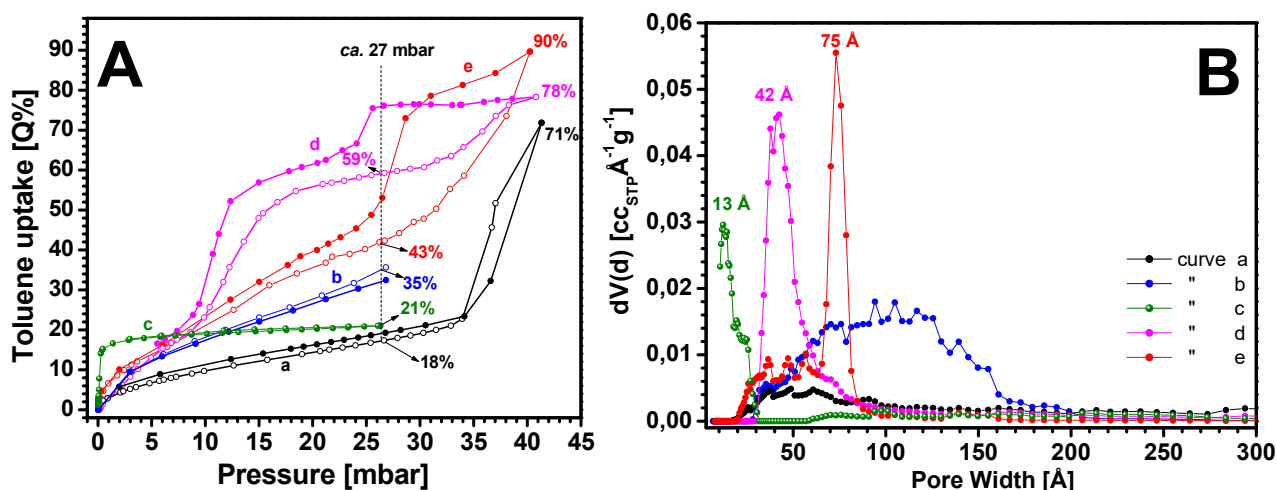 A
Toluene uptake [Q%]
90
80
70
60
50
40
30
20
10
0
0
5
10
15
20
25
30
35
40
45
Pressure [mbar]
ca. 27 mbar
90%
e
78%
71%
d
59%
43%
b
35%
c
21%
a
18%
B
dV(d) [cc_STP Å⁻¹g⁻¹]
0,06
0,05
0,04
0,03
0,02
0,01
0,00
50
100
150
200
250
300
Pore Width [Å]
75 Å
42 Å
13 Å
curve a
" b
" c
" d
" e